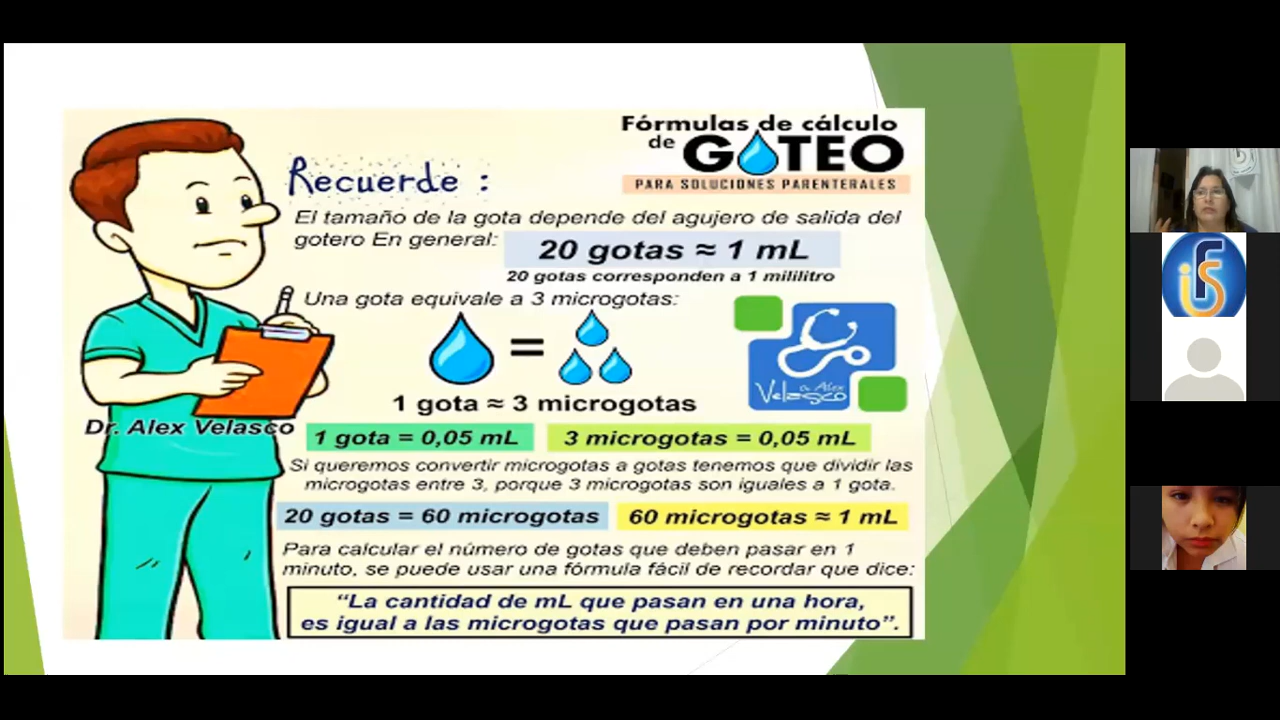 Fórmulas de cálculo
de GOTEO
PARA SOLUCIONES PARENTERALES
Recuerde :
El tamaño de la gota depende del agujero de salida del
gotero En general:
20 gotas ≈ 1 mL
20 gotas corresponden a 1 mililitro
Una gota equivale a 3 microgotas:
=
1 gota ≈ 3 microgotas
Dr. Alex Velasco
Dr. Alex Velasco
1 gota = 0,05 mL
3 microgotas = 0,05 mL
Si queremos convertir microgotas a gotas tenemos que dividir las
microgotas entre 3, porque 3 microgotas son iguales a 1 gota.
20 gotas = 60 microgotas
60 microgotas ≈ 1 mL
Para calcular el número de gotas que deben pasar en 1
minuto, se puede usar una fórmula fácil de recordar que dice:
“La cantidad de mL que pasan en una hora,
es igual a las microgotas que pasan por minuto”.